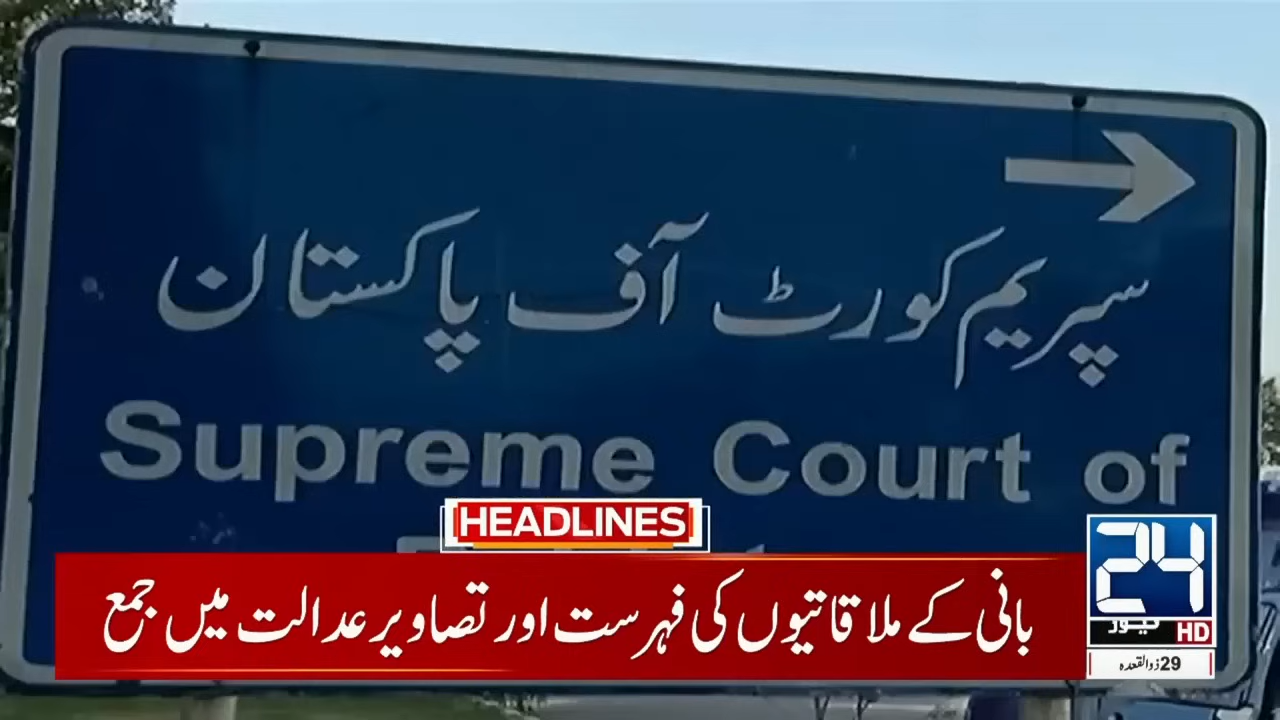 سپریم کورٹ آف پاکستان
Supreme Court of
HEADLINES
بانی کے ملاقاتیوں کی فہرست اور تصاویر عدالت میں جمع
24
نیوز HD
29 ذوالقعدہ